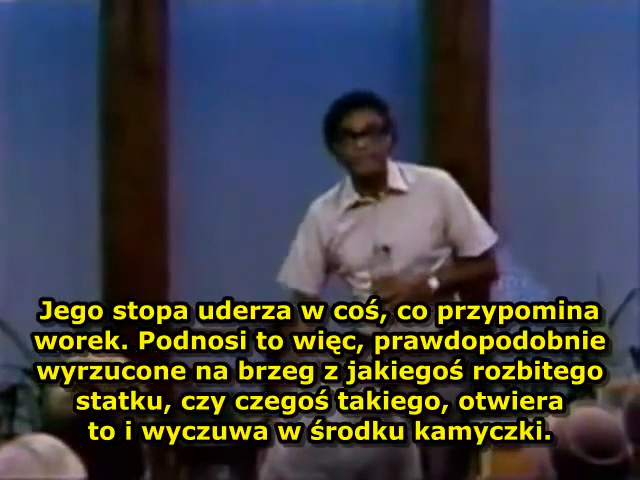 Jego stopa uderza w coś, co przypomina
worek. Podnosi to więc, prawdopodobnie
wyrzucone na brzeg z jakiegoś rozbitego
statku, czy czegoś takiego, otwiera
to i wyczuwa w środku kamyczki.